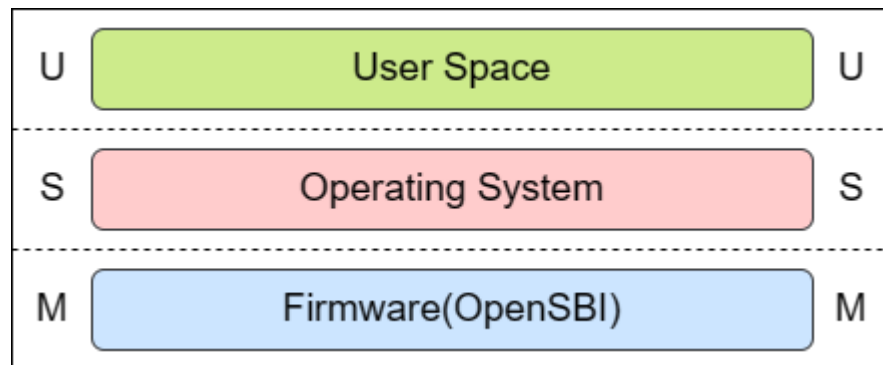 U User Space U
S Operating System S
M Firmware(OpenSBI) M